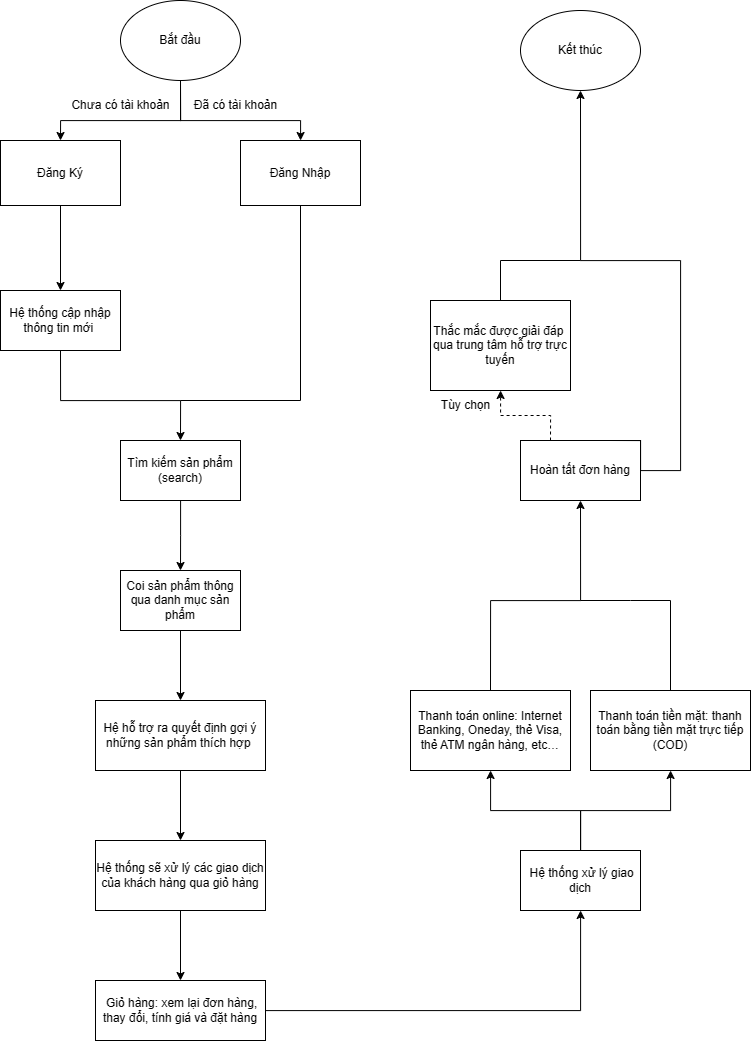 Bắt đầu
Chưa có tài khoản
Đã có tài khoản
Đăng Ký
Đăng Nhập
Hệ thống cập nhập
thông tin mới
Tìm kiếm sản phẩm
(search)
Coi sản phẩm thông
qua danh mục sản
phẩm
Hệ hỗ trợ ra quyết định gợi ý
những sản phẩm thích hợp
Hệ thống sẽ xử lý các giao dịch
của khách hàng qua giỏ hàng
Giỏ hàng: xem lại đơn hàng,
thay đổi, tính giá và đặt hàng
Hệ thống xử lý giao
dịch
Thanh toán online: Internet
Banking, Oneday, thẻ Visa,
thẻ ATM ngân hàng, etc…
Thanh toán tiền mặt: thanh
toán bằng tiền mặt trực tiếp
(COD)
Hoàn tất đơn hàng
Tùy chọn
Thắc mắc được giải đáp
qua trung tâm hỗ trợ trực
tuyến
Kết thúc